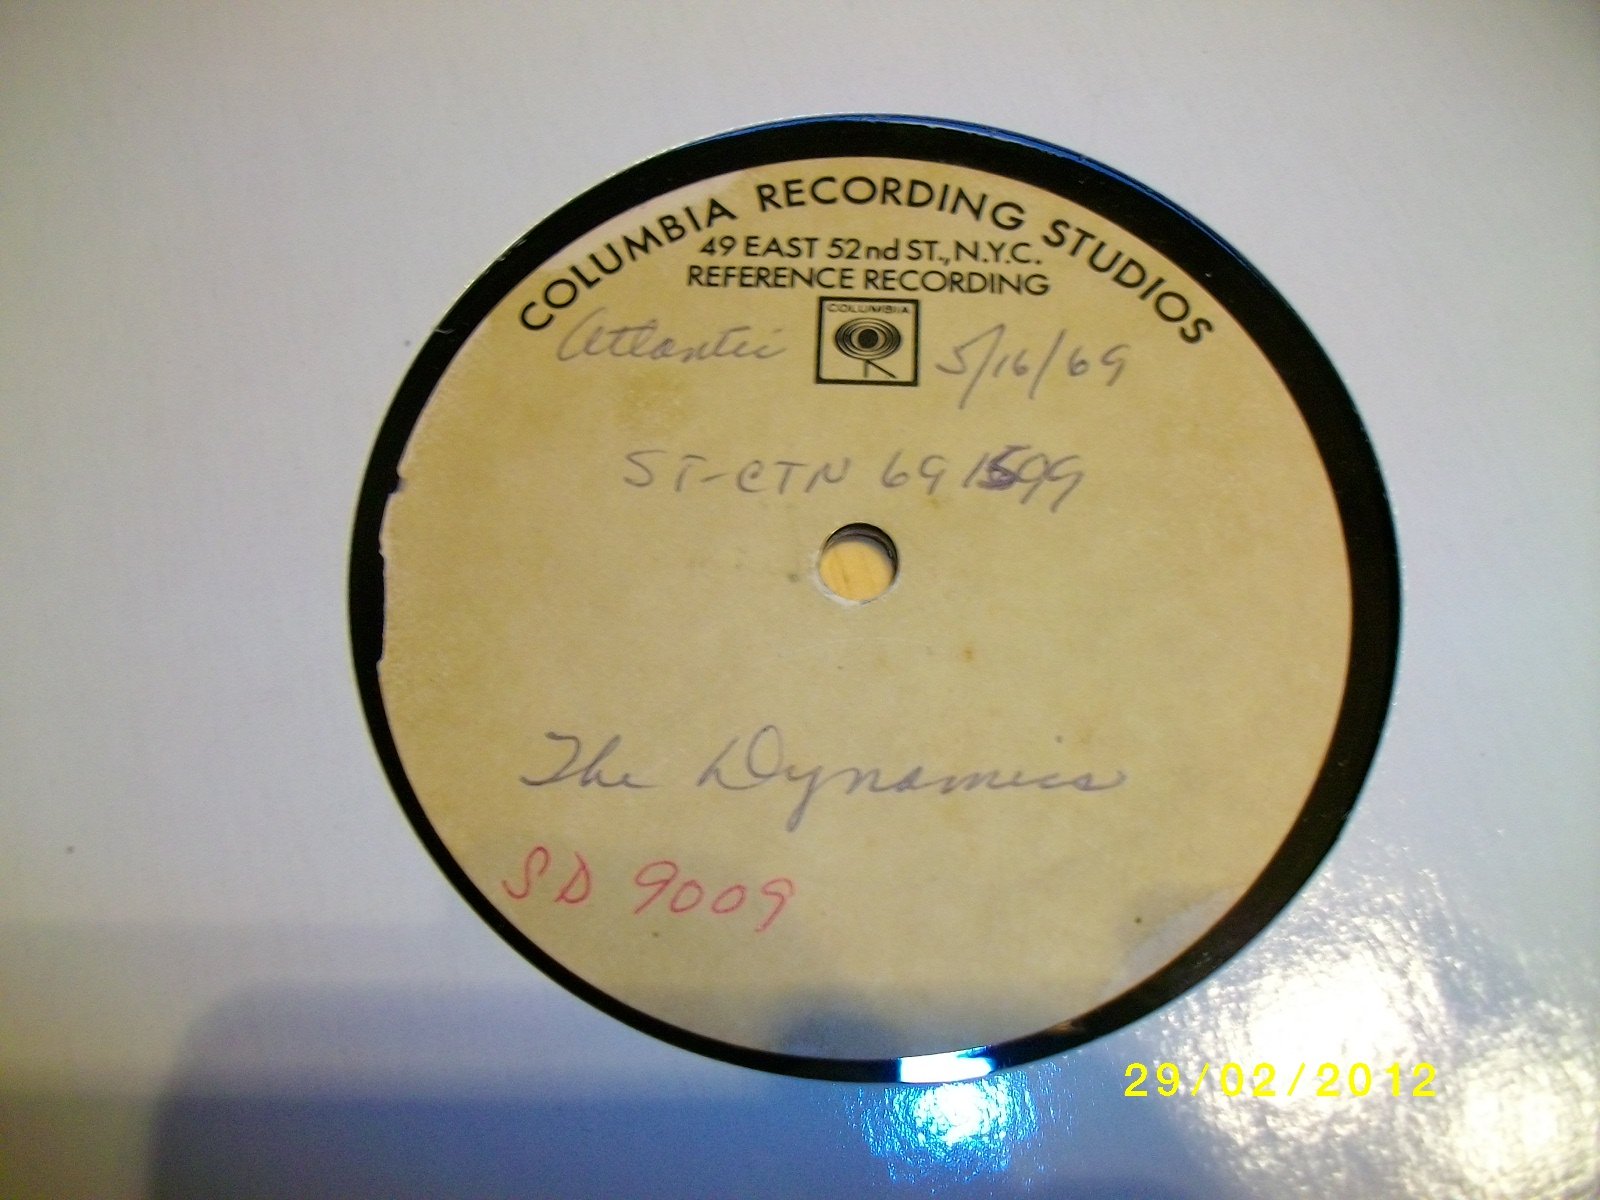 COLUMBIA RECORDING STUDIOS
49 EAST 52nd ST., N.Y.C.
REFERENCE RECORDING
COLUMBIA
Atlantic 5/16/69
ST-CTN 691599
The Dynamics
SD 9009
29/02/2012